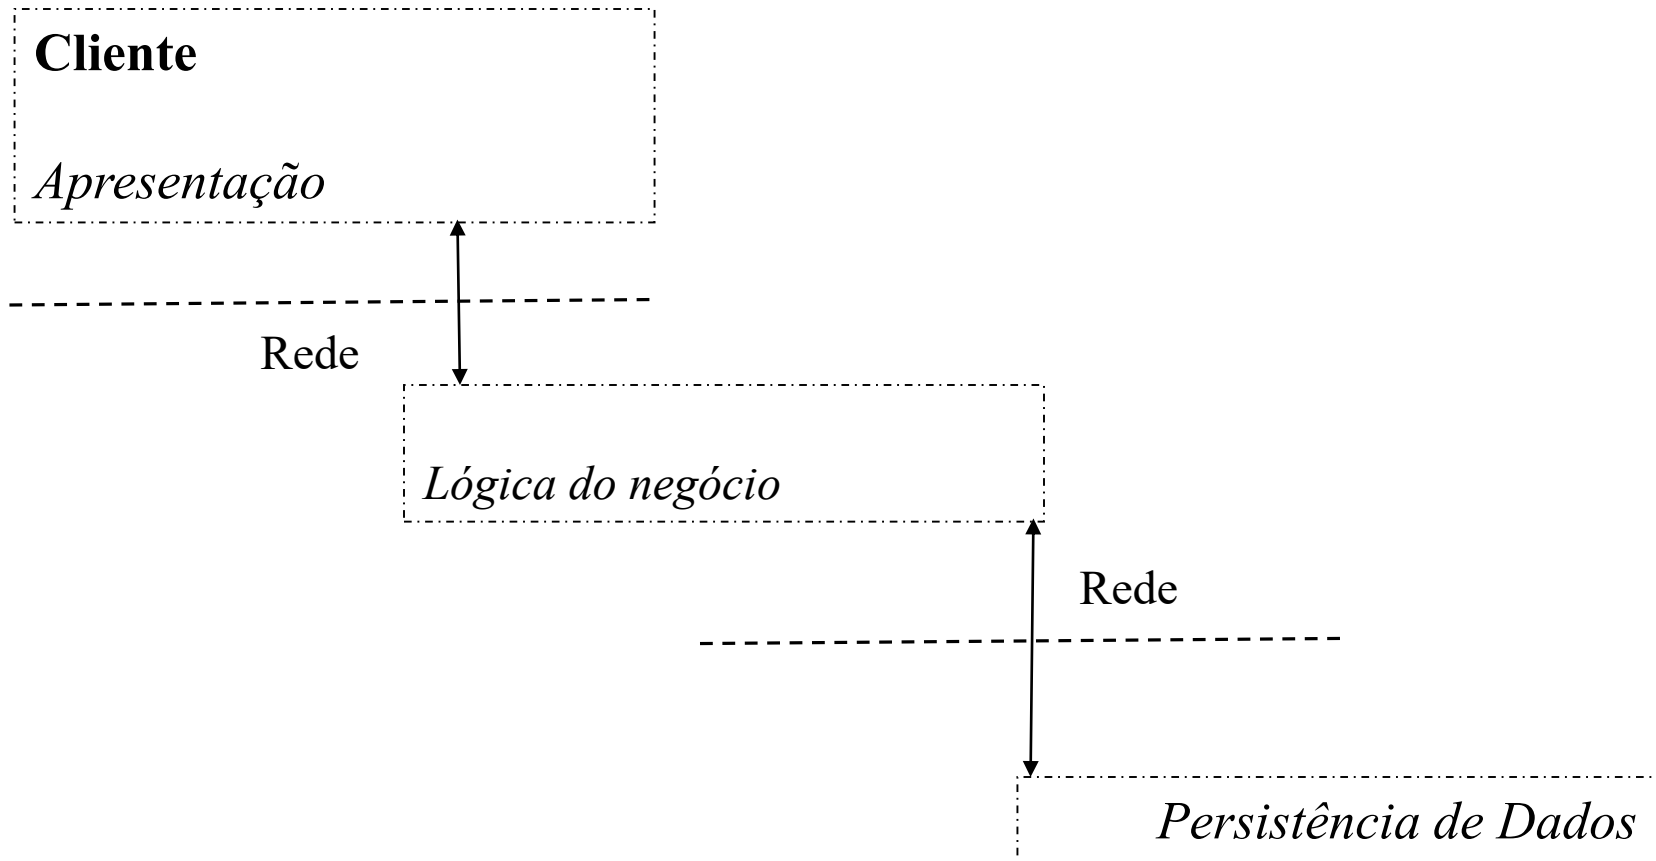 Cliente
Apresentação
Rede
Lógica do negócio
Rede
Persistência de Dados